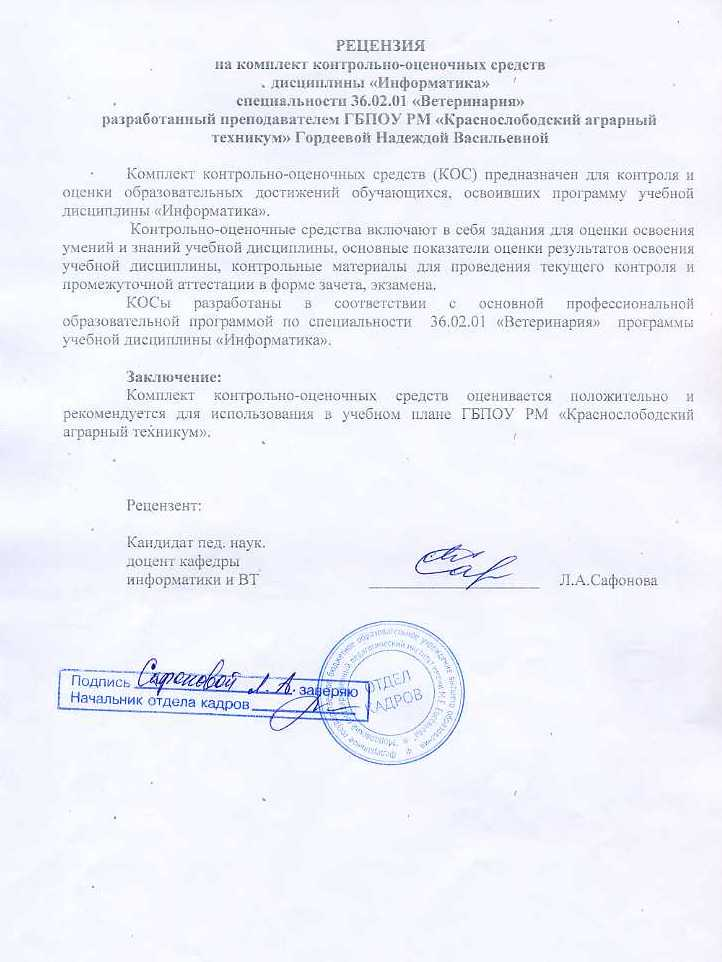 РЕЦЕНЗИЯ
на комплект контрольно-оценочных средств
дисциплины «Информатика»
специальности 36.02.01 «Ветеринария»
разработанный преподавателем ГБПОУ РМ «Краснослободский аграрный
техникум» Гордеевой Надеждой Васильевной
Комплект контрольно-оценочных средств (КОС) предназначен для контроля и
оценки образовательных достижений обучающихся, освоивших программу учебной
дисциплины «Информатика».
Контрольно-оценочные средства включают в себя задания для оценки освоения
умений и знаний учебной дисциплины, основные показатели оценки результатов освоения
учебной дисциплины, контрольные материалы для проведения текущего контроля и
промежуточной аттестации в форме зачета, экзамена.
КОСы разработаны в соответствии с основной профессиональной
образовательной программой по специальности 36.02.01 «Ветеринария» программы
учебной дисциплины «Информатика».
Заключение:
Комплект контрольно-оценочных средств оценивается положительно и
рекомендуется для использования в учебном плане ГБПОУ РМ «Краснослободский
аграрный техникум».
Рецензент:
Кандидат пед. наук.
доцент кафедры
информатики и ВТ Л.А.Сафонова
Подпись Сафоновой Л. А. заверяю
Начальник отдела кадров
ОТДЕЛ
КАДРОВ